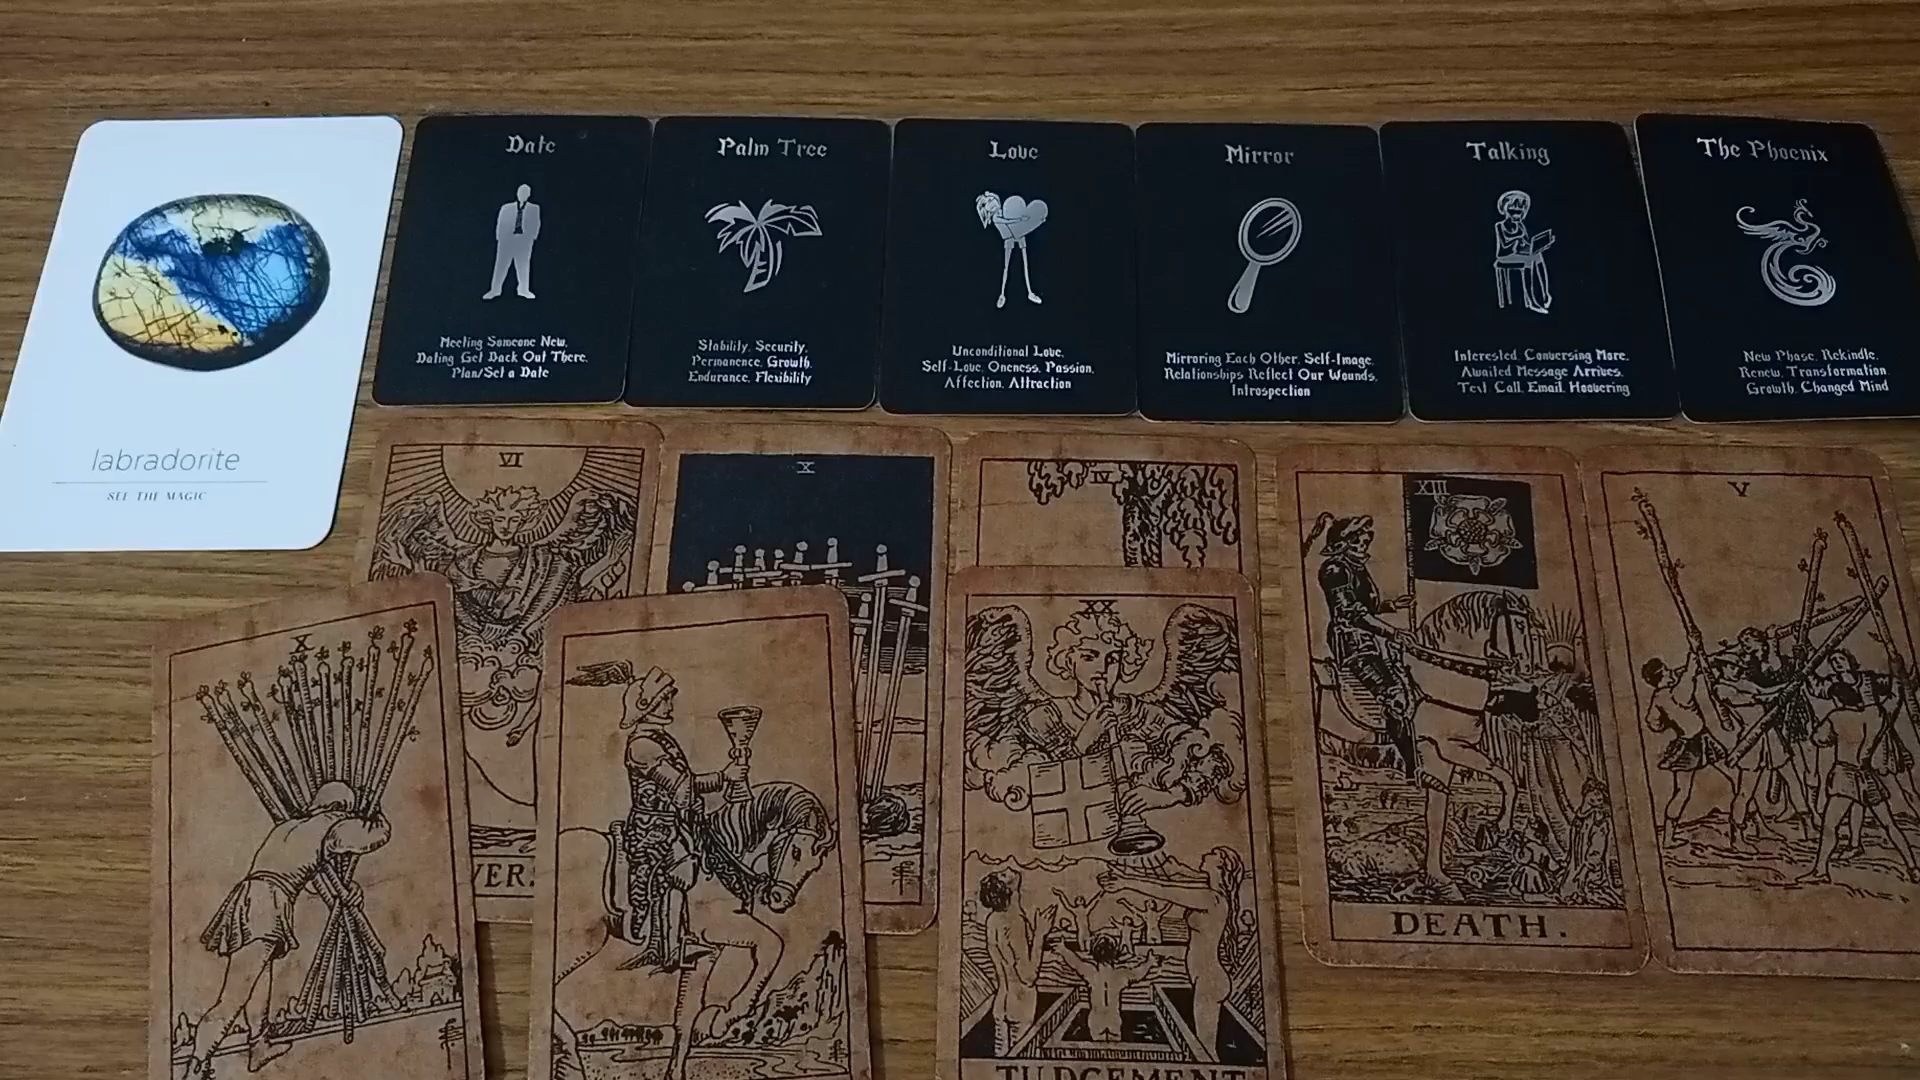 labradorite
SEE THE MAGIC
Date
Meeting Someone New,
Dating, Get Back Out There,
Plan/Set a Date
Palm Tree
Stability, Security,
Permanence, Growth,
Endurance, Flexibility
Love
Unconditional Love,
Self-Love, Oneness, Passion,
Affection, Attraction
Mirror
Mirroring Each Other, Self-Image,
Relationships Reflect Our Wounds,
Introspection
Talking
Interested, Conversing More,
Awaited Message Arrives,
Text, Call, Email, Hoovering
The Phoenix
New Phase, Rekindle,
Renew, Transformation
Growth, Changed Mind
VI
VERS
X
IV
XIII
DEATH.
V
X
XX
JUDGEMENT